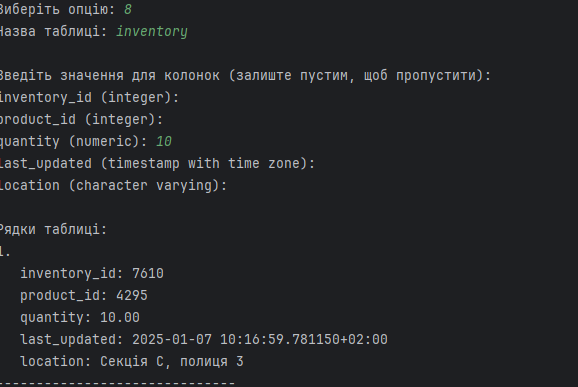 Виберіть опцію: 8
Назва таблиці: inventory
Введіть значення для колонок (залиште пустим, щоб пропустити):
inventory_id (integer):
product_id (integer):
quantity (numeric): 10
last_updated (timestamp with time zone):
location (character varying):
Рядки таблиці:
1.
inventory_id: 7610
product_id: 4295
quantity: 10.00
last_updated: 2025-01-07 10:16:59.781150+02:00
location: Секція C, полиця 3
------------------------------